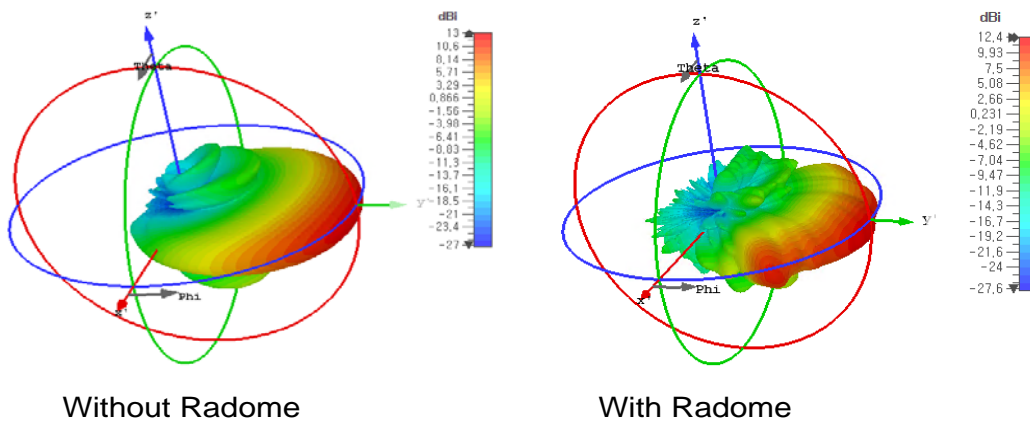 dBi
13
10,6
8,14
5,71
3,29
0,866
-1,56
-3,98
-6,41
-8,83
-11,3
-13,7
-16,1
-18,5
-21
-23,4
-27
z'
Theta
y'
Phi
x'
Without Radome
dBi
12,4
9,93
7,5
5,08
2,66
0,231
-2,19
-4,62
-7,04
-9,47
-11,9
-14,3
-16,7
-19,2
-21,6
-24
-27,6
z'
Theta
y'
Phi
x'
With Radome